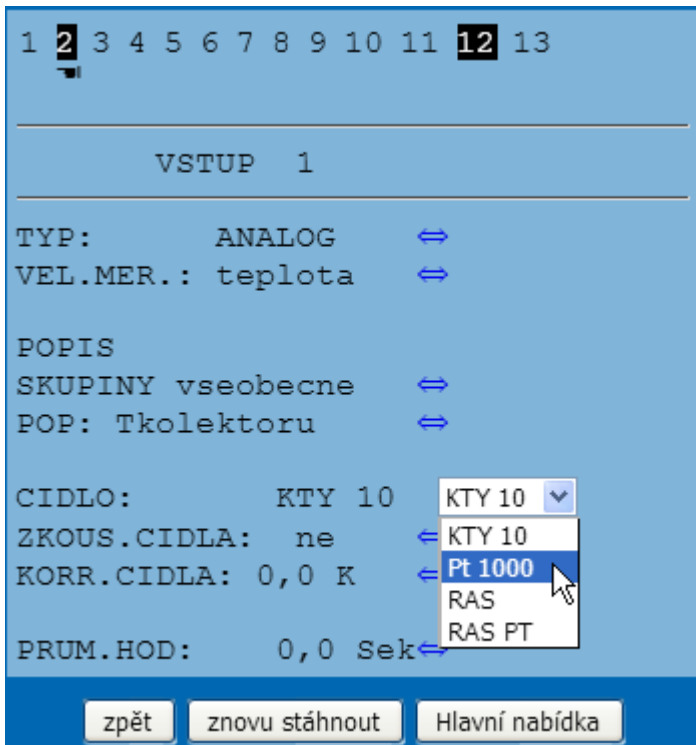 1 2 3 4 5 6 7 8 9 10 11 12 13
VSTUP 1
TYP: ANALOG ⇔
VEL.MER.: teplota ⇔
POPIS
SKUPINY vseobecne ⇔
POP: Tkolektoru ⇔
CIDLO: KTY 10 KTY 10
ZKOUS.CIDLA: ne ⇔ KTY 10
KORR.CIDLA: 0,0 K ⇔ Pt 1000
RAS
RAS PT
PRUM.HOD: 0,0 Sek⇔
zpět znovu stáhnout Hlavní nabídka